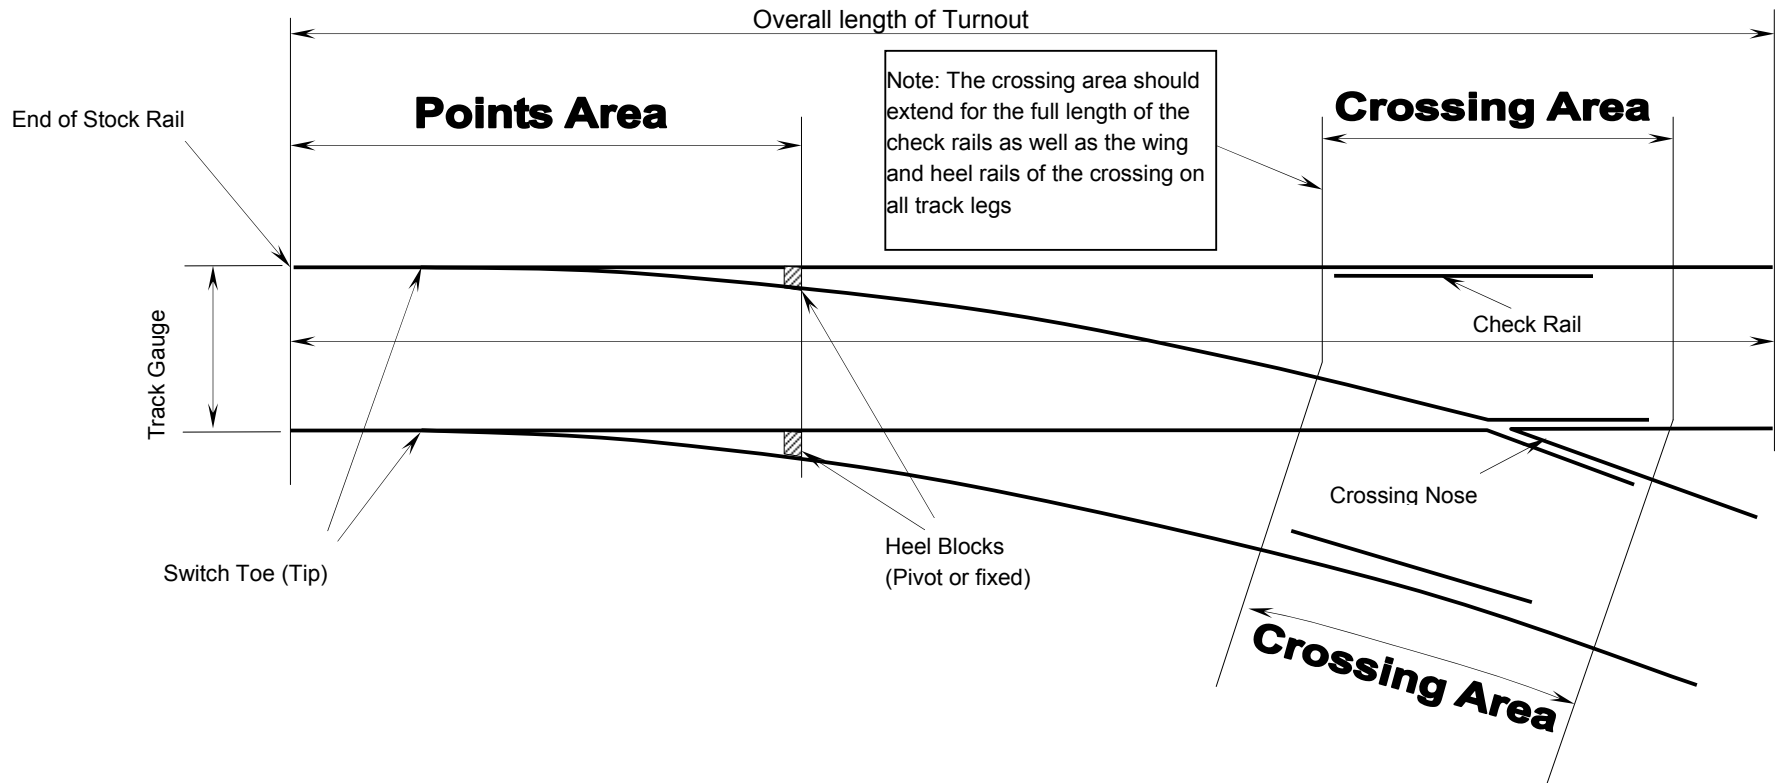 Overall length of Turnout
Note: The crossing area should
extend for the full length of the
check rails as well as the wing
and heel rails of the crossing on
all track legs
Points Area
Crossing Area
End of Stock Rail
Track Gauge
Check Rail
Crossing Nose
Heel Blocks
(Pivot or fixed)
Switch Toe (Tip)
Crossing Area